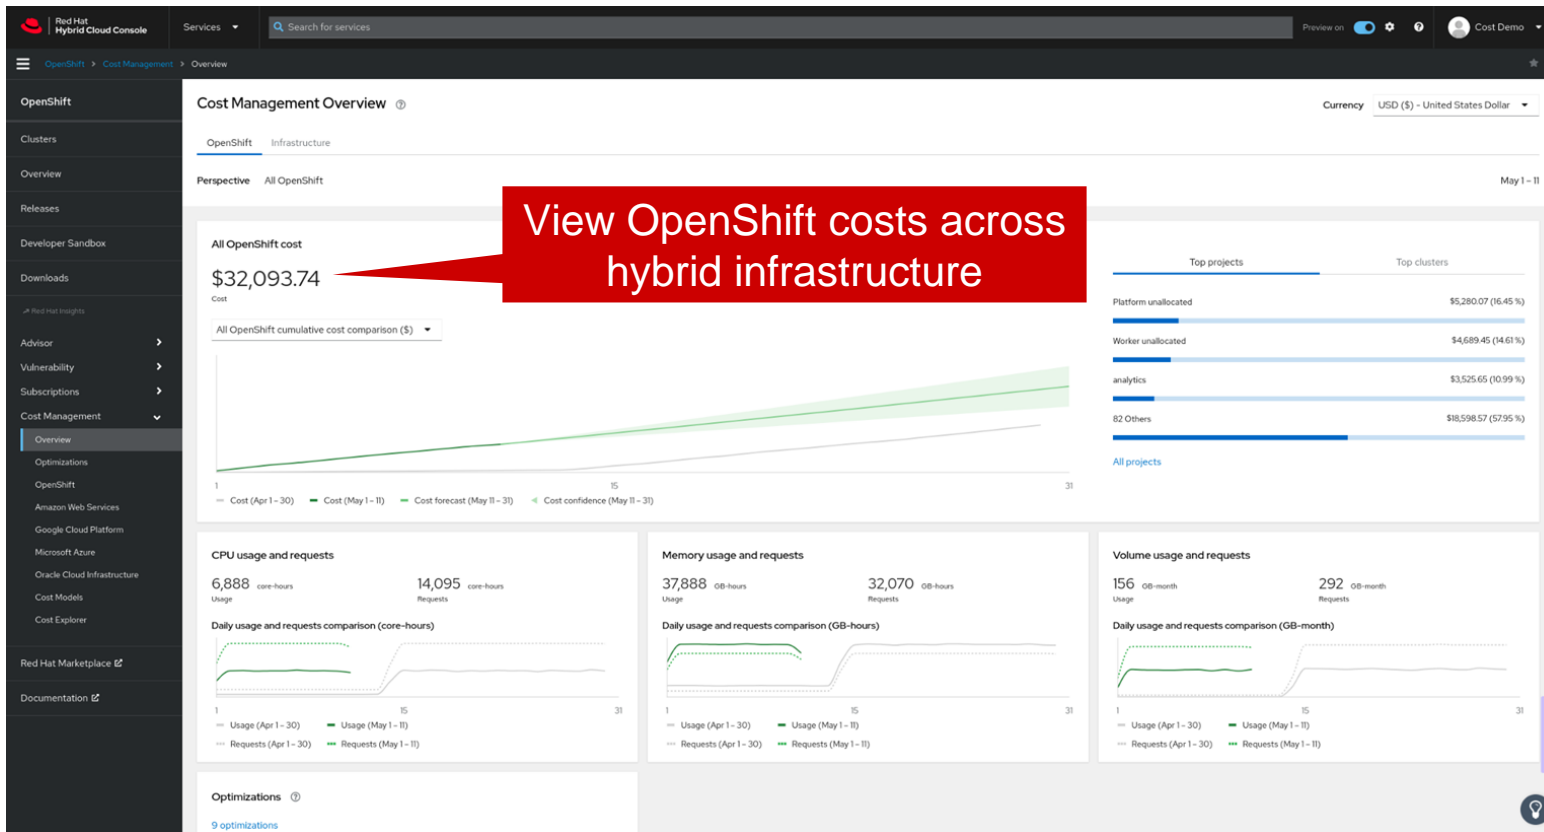 Red Hat
Hybrid Cloud Console
Services
Search for services
Preview on
Cost Demo
OpenShift > Cost Management > Overview
OpenShift
Clusters
Overview
Releases
Developer Sandbox
Downloads
Red Hat Insights
Advisor
Vulnerability
Subscriptions
Cost Management
Overview
Optimizations
OpenShift
Amazon Web Services
Google Cloud Platform
Microsoft Azure
Oracle Cloud Infrastructure
Cost Models
Cost Explorer
Red Hat Marketplace
Documentation
Cost Management Overview
Currency USD ($) - United States Dollar
OpenShift Infrastructure
Perspective All OpenShift
May 1 – 11
View OpenShift costs across
hybrid infrastructure
All OpenShift cost
$32,093.74
Cost
All OpenShift cumulative cost comparison ($)
1 15 31
Cost (Apr 1 – 30) Cost (May 1 – 11) Cost forecast (May 11 – 31) Cost confidence (May 11 – 31)
Top projects Top clusters
Platform unallocated $5,280.07 (16.45 %)
Worker unallocated $4,689.45 (14.61 %)
analytics $3,525.65 (10.99 %)
82 Others $18,598.57 (57.95 %)
All projects
CPU usage and requests
6,888 core-hours 14,095 core-hours
Usage Requests
Daily usage and requests comparison (core-hours)
1 15 31
Usage (Apr 1 – 30) Usage (May 1 – 11)
Requests (Apr 1 – 30) Requests (May 1 – 11)
Memory usage and requests
37,888 GB-hours 32,070 GB-hours
Usage Requests
Daily usage and requests comparison (GB-hours)
1 15 31
Usage (Apr 1 – 30) Usage (May 1 – 11)
Requests (Apr 1 – 30) Requests (May 1 – 11)
Volume usage and requests
156 GB-month 292 GB-month
Usage Requests
Daily usage and requests comparison (GB-month)
1 15 31
Usage (Apr 1 – 30) Usage (May 1 – 11)
Requests (Apr 1 – 30) Requests (May 1 – 11)
Optimizations
9 optimizations